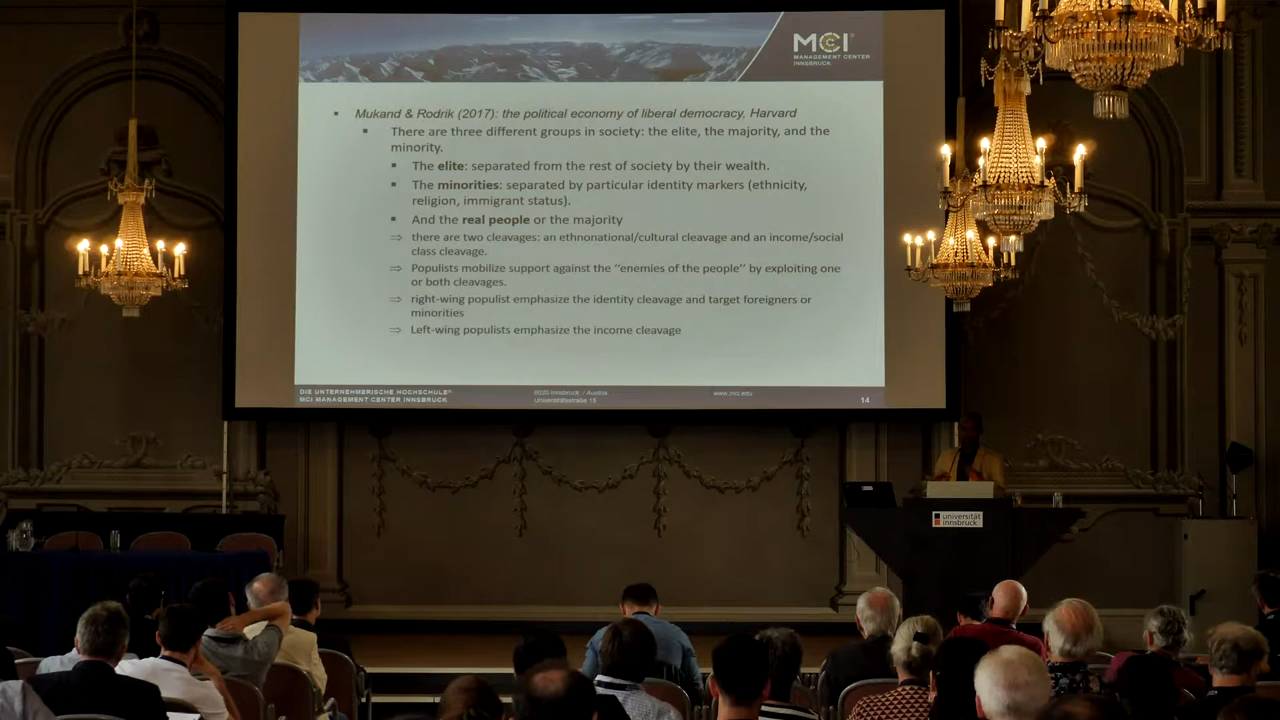 MCI
MANAGEMENT CENTER
INNSBRUCK
Mukand & Rodrik (2017): the political economy of liberal democracy, Harvard
There are three different groups in society: the elite, the majority, and the
minority.
The elite: separated from the rest of society by their wealth.
The minorities: separated by particular identity markers (ethnicity,
religion, immigrant status).
And the real people or the majority
⇒ there are two cleavages: an ethnonational/cultural cleavage and an income/social
class cleavage.
⇒ Populists mobilize support against the “enemies of the people” by exploiting one
or both cleavages.
⇒ right-wing populist emphasize the identity cleavage and target foreigners or
minorities
⇒ Left-wing populists emphasize the income cleavage
DIE UNTERNEHMERISCHE HOCHSCHULE®
MCI MANAGEMENT CENTER INNSBRUCK
6020 Innsbruck / Austria
Universitätsstraße 15
www.mci.edu
14
universität
innsbruck